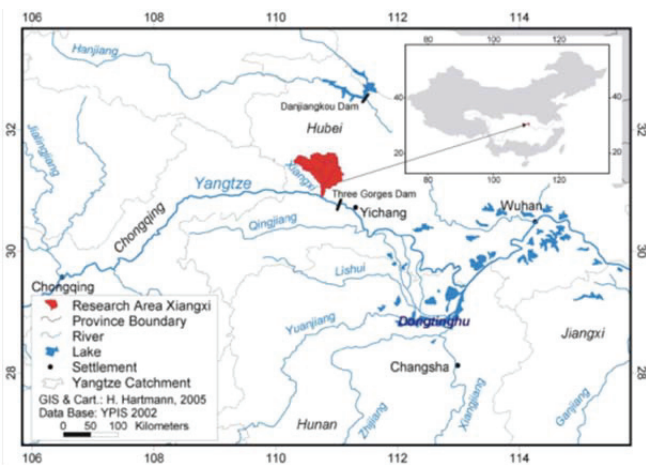 106 108 110 112 114
80 100 120
40 40
20 20
80 100 120
Hanjiang
Danjiangkou Dam
32 32
Hubei
Jialingjiang
Xiangxi
Yangtze
Three Gorges Dam
Yichang
Wuhan
Chongqing
Qingjiang
30 30
Lishui
Chongqing
Yuanjiang
Dongtinghu
Jiangxi
Changsha
28 28
Hunan
Zhijiang
Xiangjiang
Ganjiang
Research Area Xiangxi
Province Boundary
River
Lake
Settlement
Yangtze Catchment
GIS & Cart.: H. Hartmann, 2005
Data Base: YPIS 2002
0 50 100 Kilometers
106 108 110 112 114